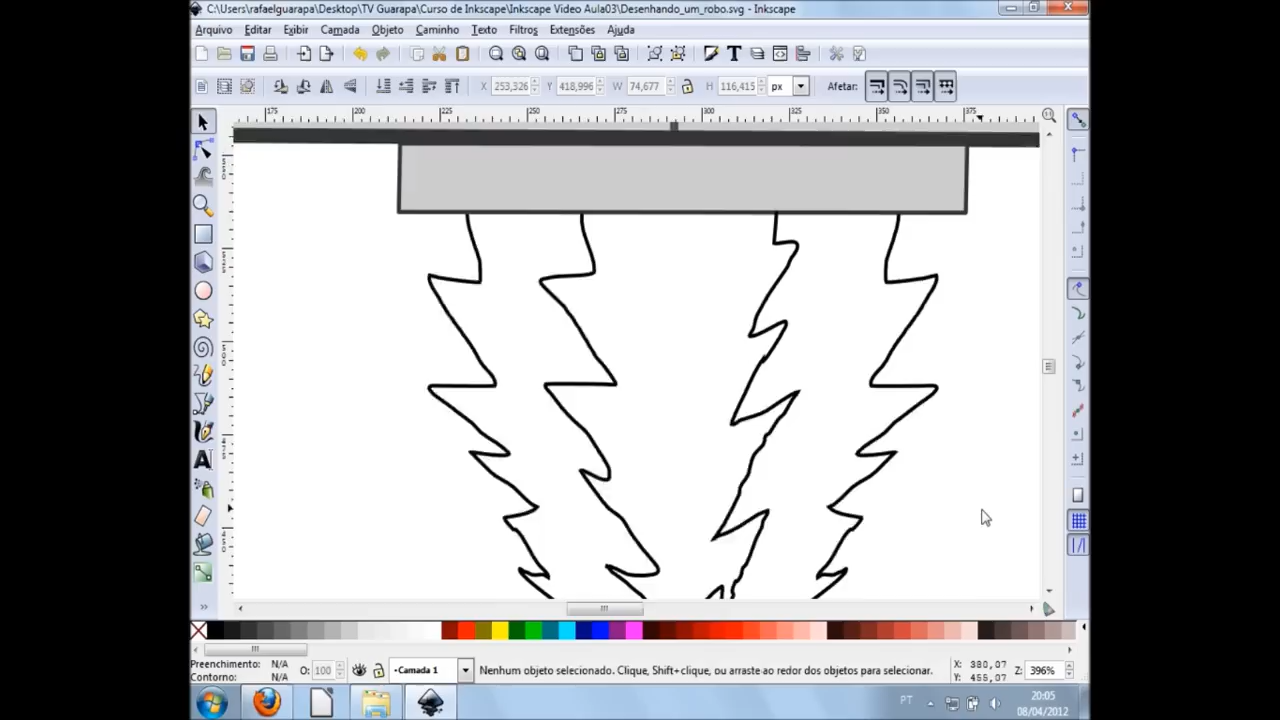 C:\Users\rafaelguarapa\Desktop\TV Guarapa\Curso de Inkscape\Inkscape Video Aula03\Desenhando_um_robo.svg - Inkscape
Arquivo Editar Exibir Camada Objeto Caminho Texto Filtros Extensões Ajuda
X 253,326 Y 418,996 W 74,677 H 116,415 px Afetar:
175 200 225 250 275 300 325 350 375
Preenchimento: N/A
Contorno: N/A
O: 100
•Camada 1
Nenhum objeto selecionado. Clique, Shift+clique, ou arraste ao redor dos objetos para selecionar.
X: 380,07
Y: 455,07
Z: 396%
PT
20:05
08/04/2012